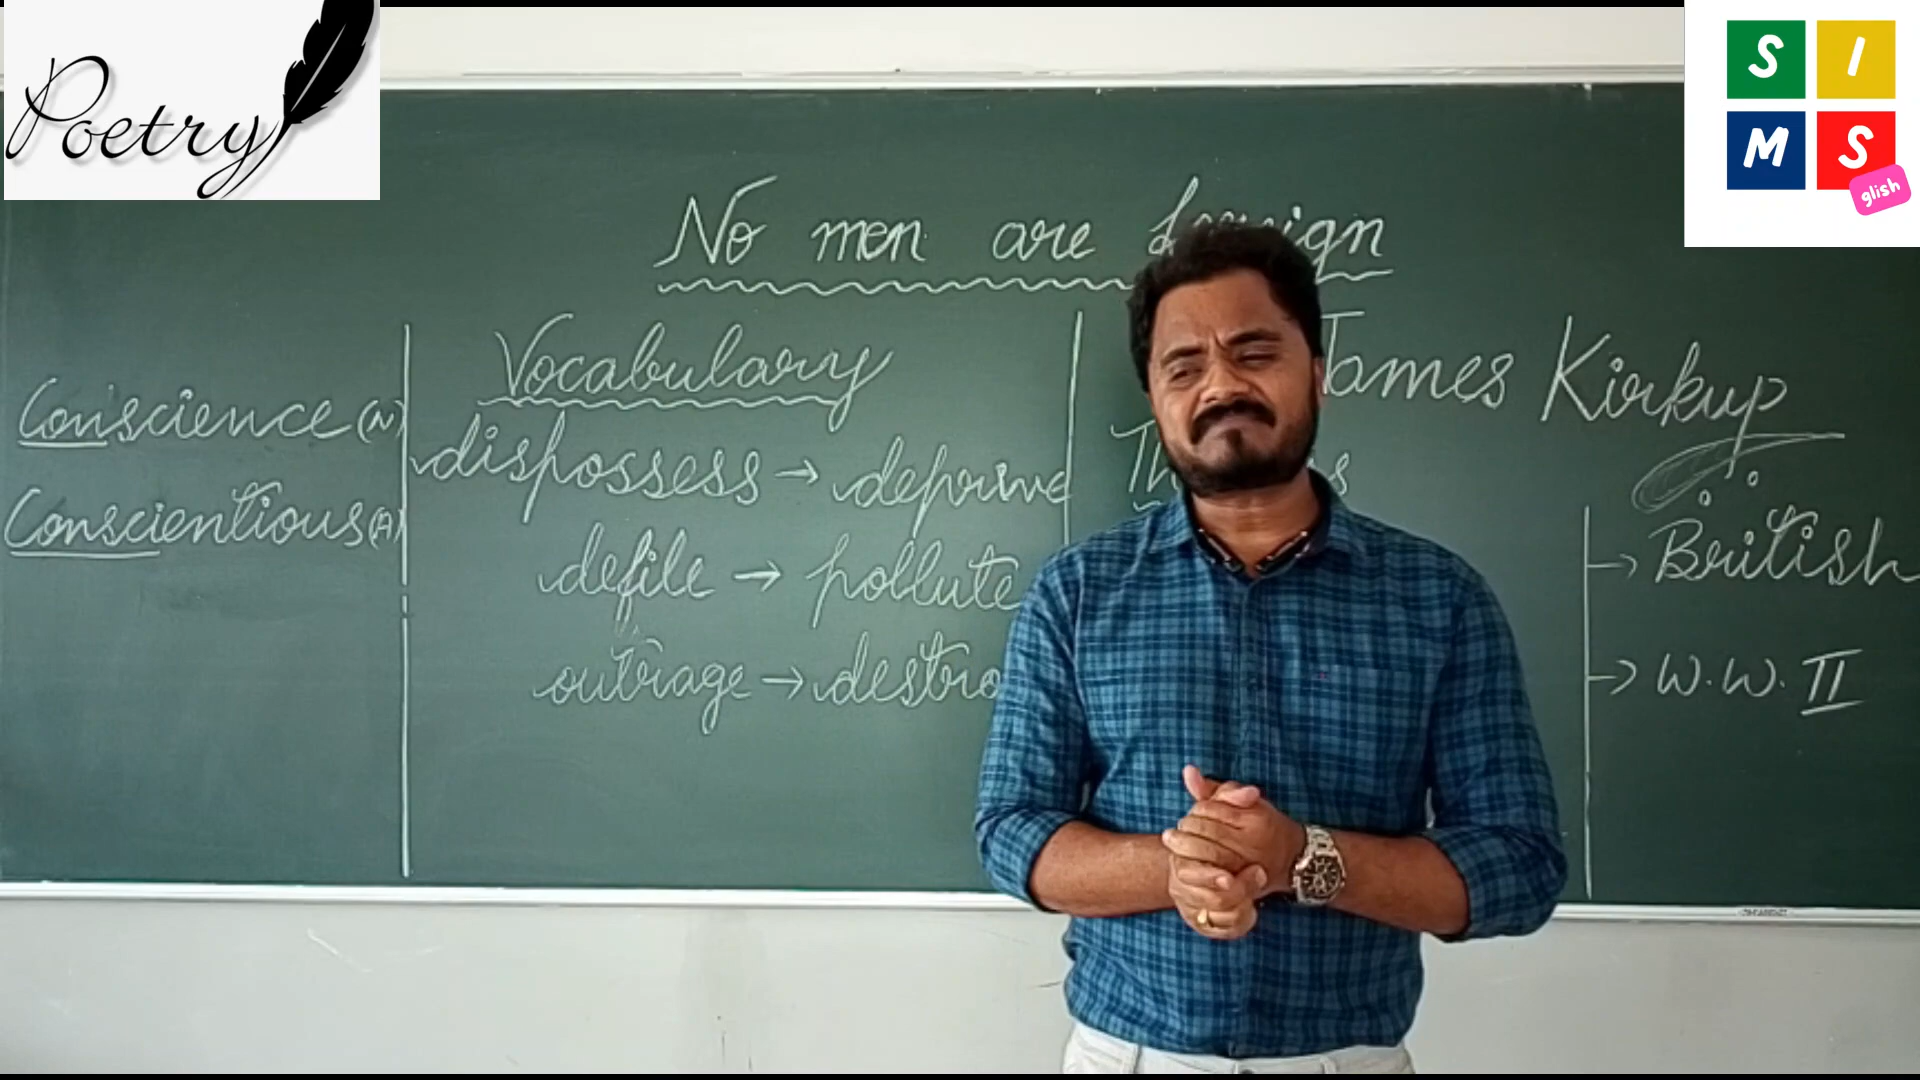 Poetry
S I
M S
glish
No men are
James Kirkup
Conscience (N)
Conscientious (A)
Vocabulary
dispossess → deprive
defile → pollute
outrage →
→ British
→ W.W. II